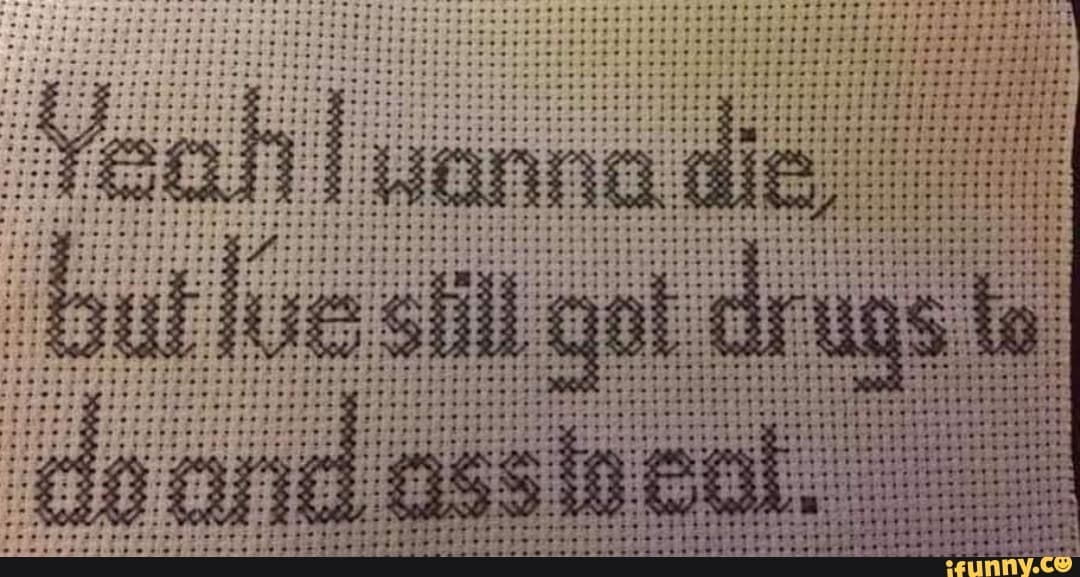 Yeah I wanna die,
but I've still got drugs to
do and ass to eat.
ifunny.co